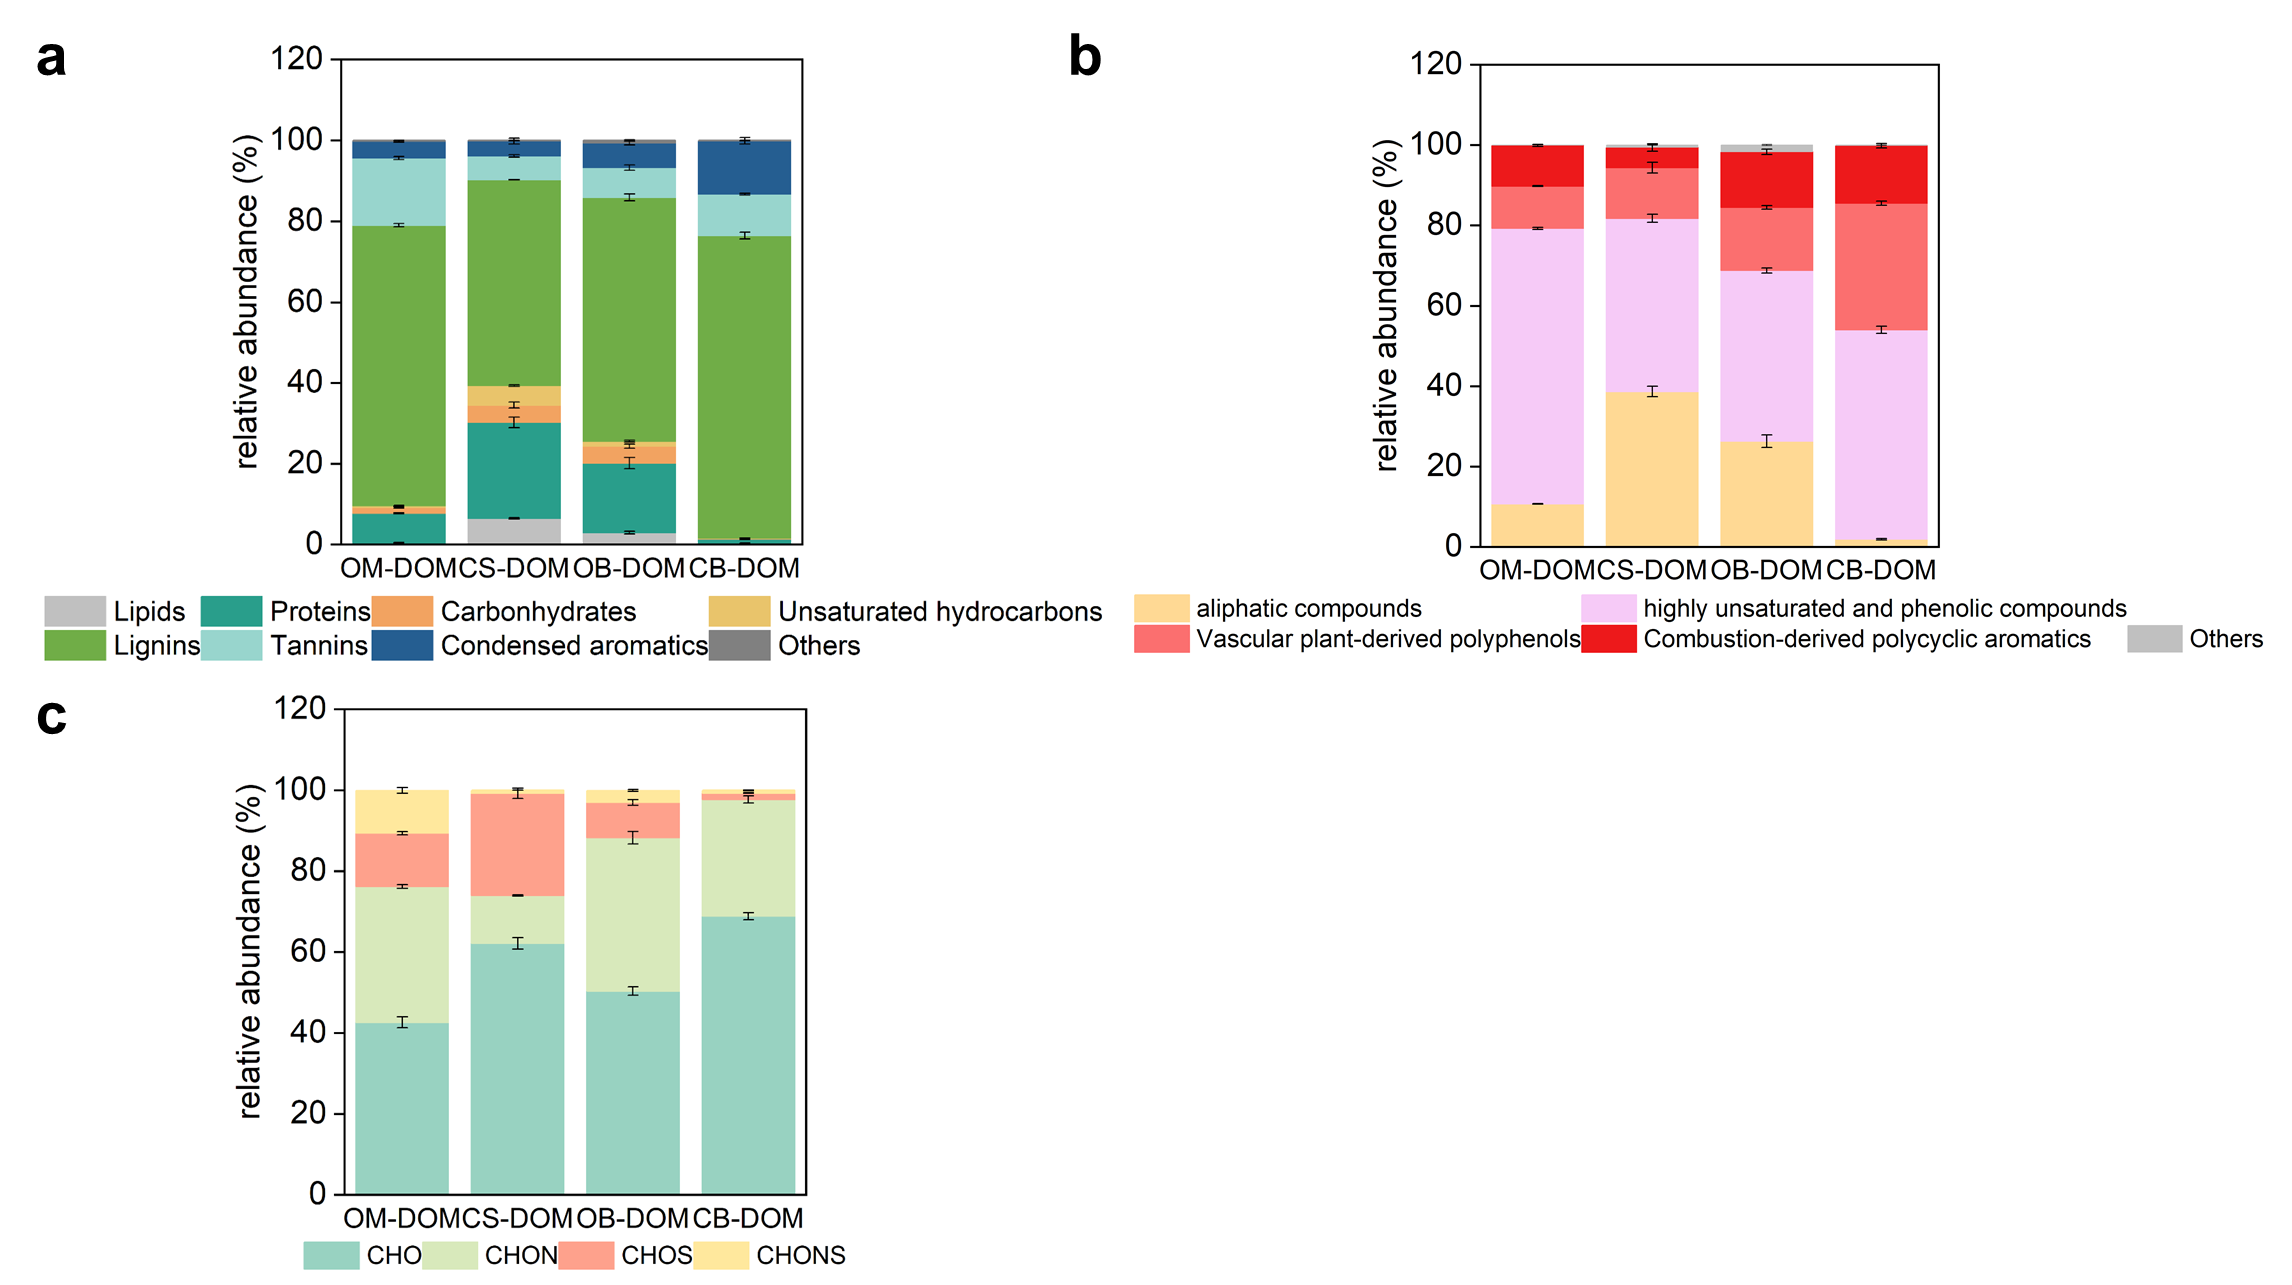 a
120
100
80
60
40
20
0
relative abundance (%)
OM-DOM CS-DOM OB-DOM CB-DOM
Lipids Proteins Carbonhydrates Unsaturated hydrocarbons
Lignins Tannins Condensed aromatics Others
b
120
100
80
60
40
20
0
relative abundance (%)
OM-DOM CS-DOM OB-DOM CB-DOM
aliphatic compounds highly unsaturated and phenolic compounds
Vascular plant-derived polyphenols Combustion-derived polycyclic aromatics Others
c
120
100
80
60
40
20
0
relative abundance (%)
OM-DOM CS-DOM OB-DOM CB-DOM
CHO CHON CHOS CHONS